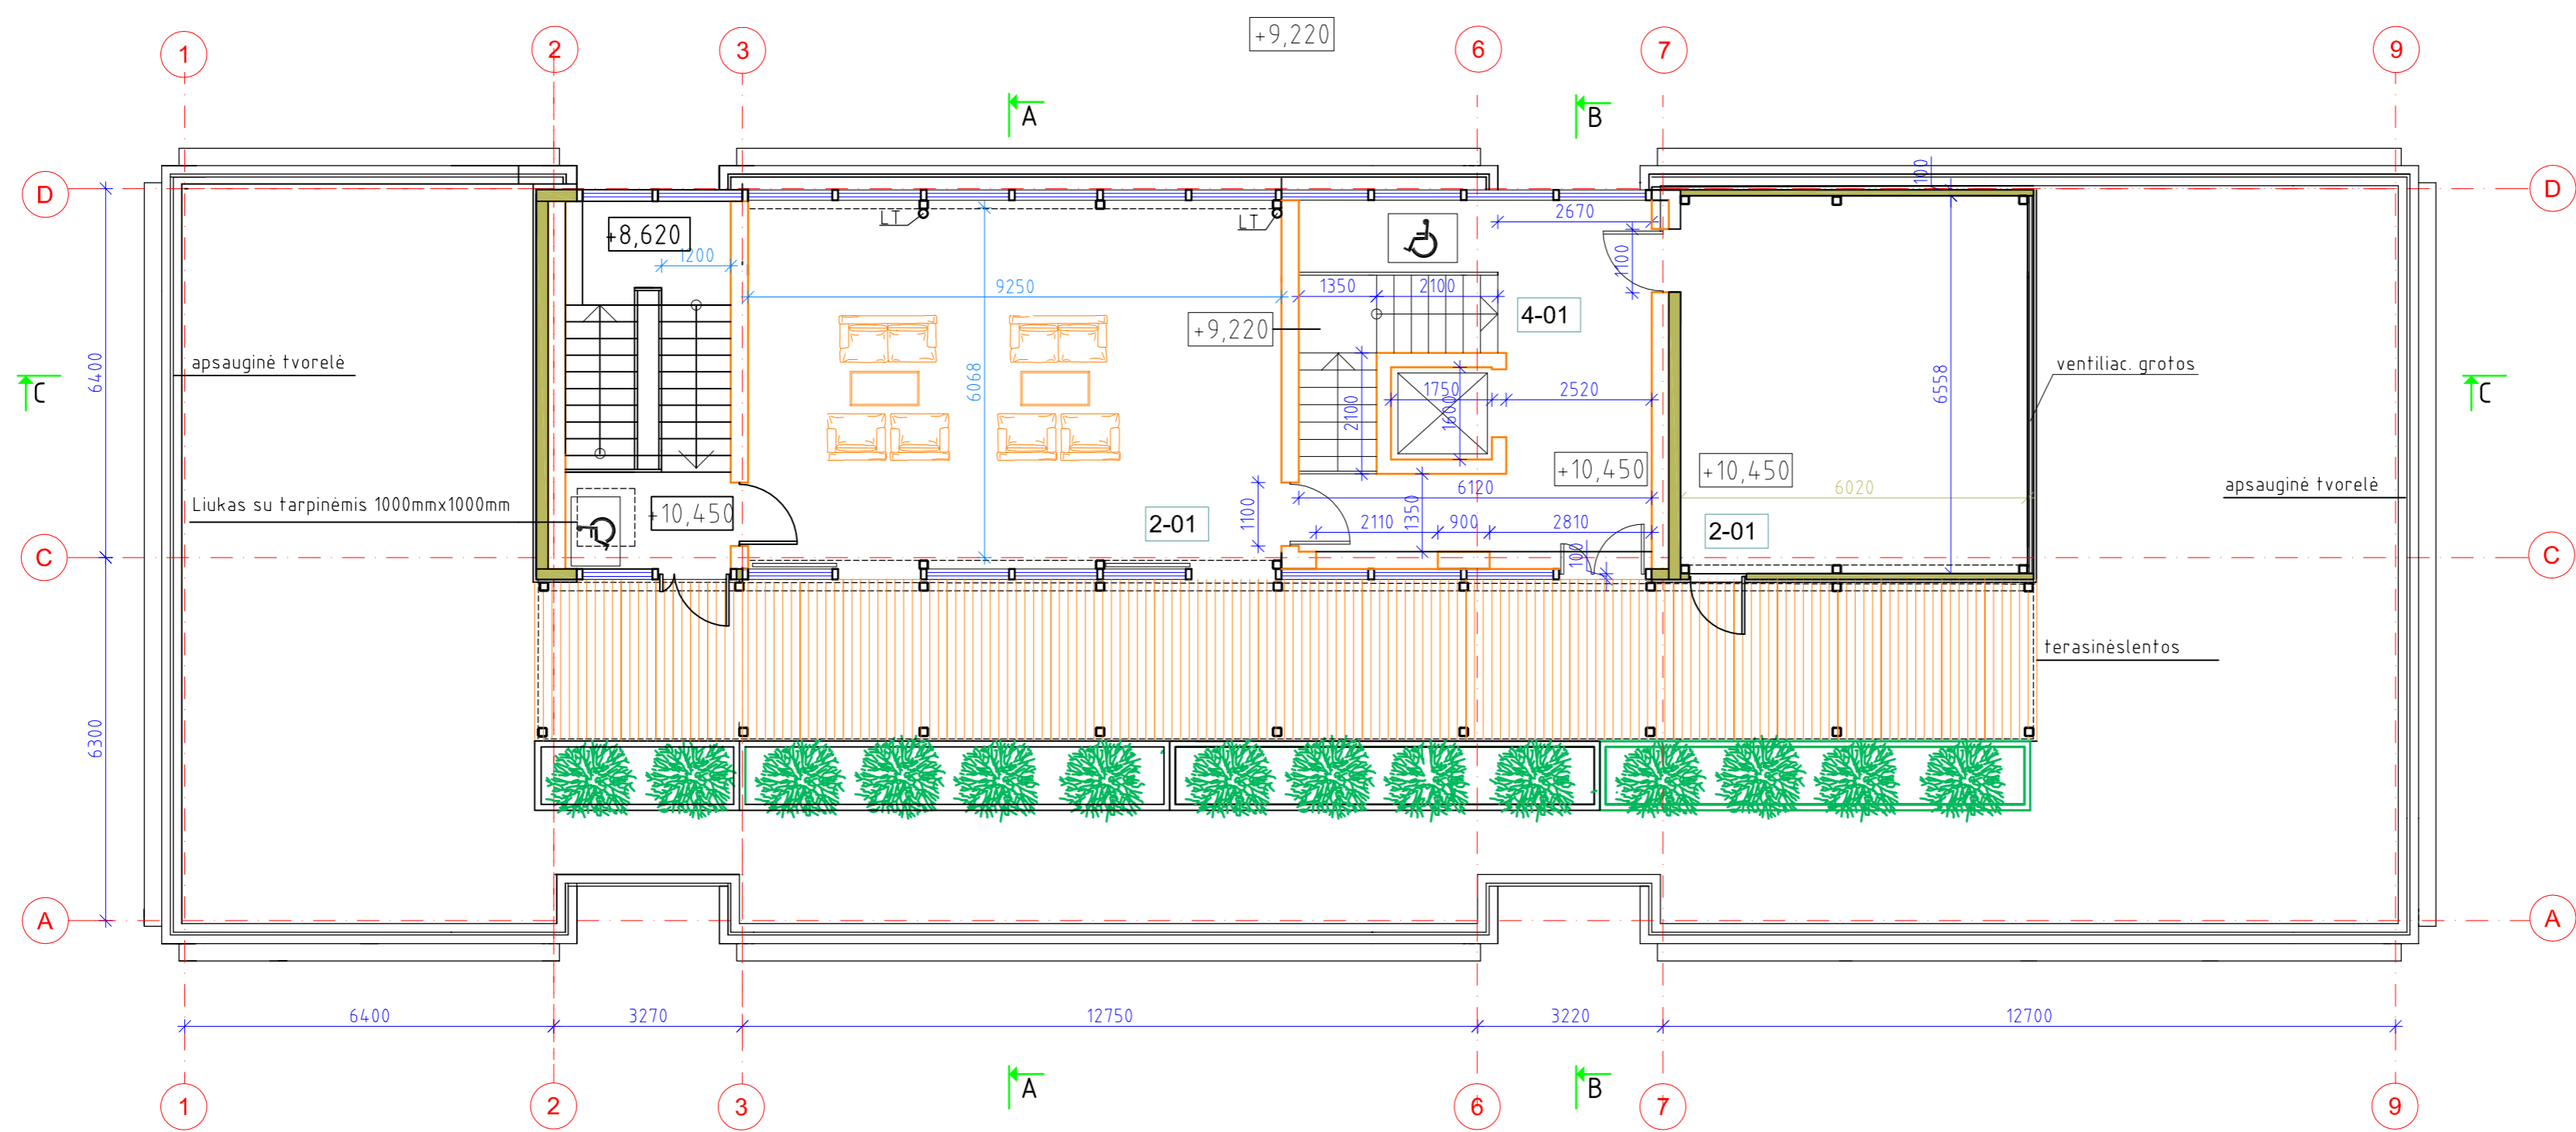 +9,220
1 2 3 6 7 9
A B
D D
100
2670
LT LT
+8,620
1200
1100
9250
1350 2100
4-01
+9,220
apsauginė tvorelė
ventiliac. grotos
6400
C C
6068
1750
1600
2520
2100
6558
+10,450
+10,450
6020
apsauginė tvorelė
Liukas su tarpinėmis 1000mmx1000mm
+10,450
1100
6120
2-01
2110
1350
900
2810
2-01
C C
100
terasinėslentos
6300
A A
6400 3270 12750 3220 12700
A B
1 2 3 6 7 9